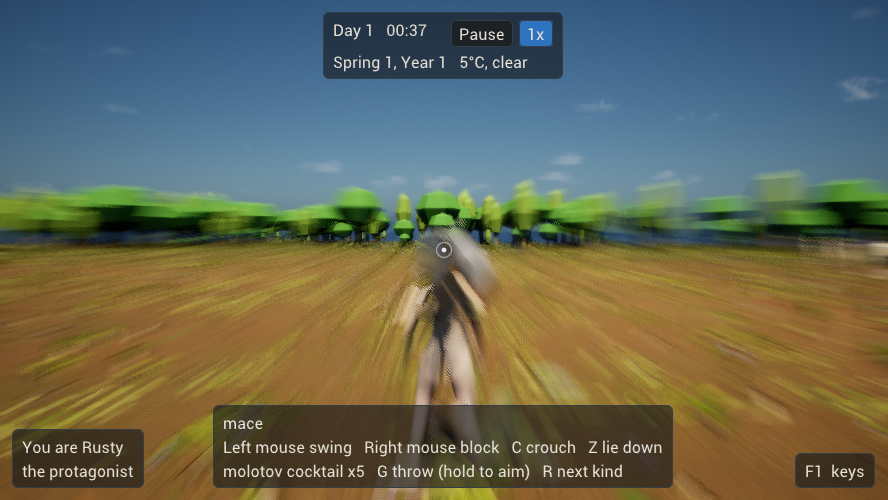 Day 1 00:37 Pause 1x
Spring 1, Year 1 5°C, clear
You are Rusty
the protagonist
mace
Left mouse swing Right mouse block C crouch Z lie down
molotov cocktail x5 G throw (hold to aim) R next kind
F1 keys